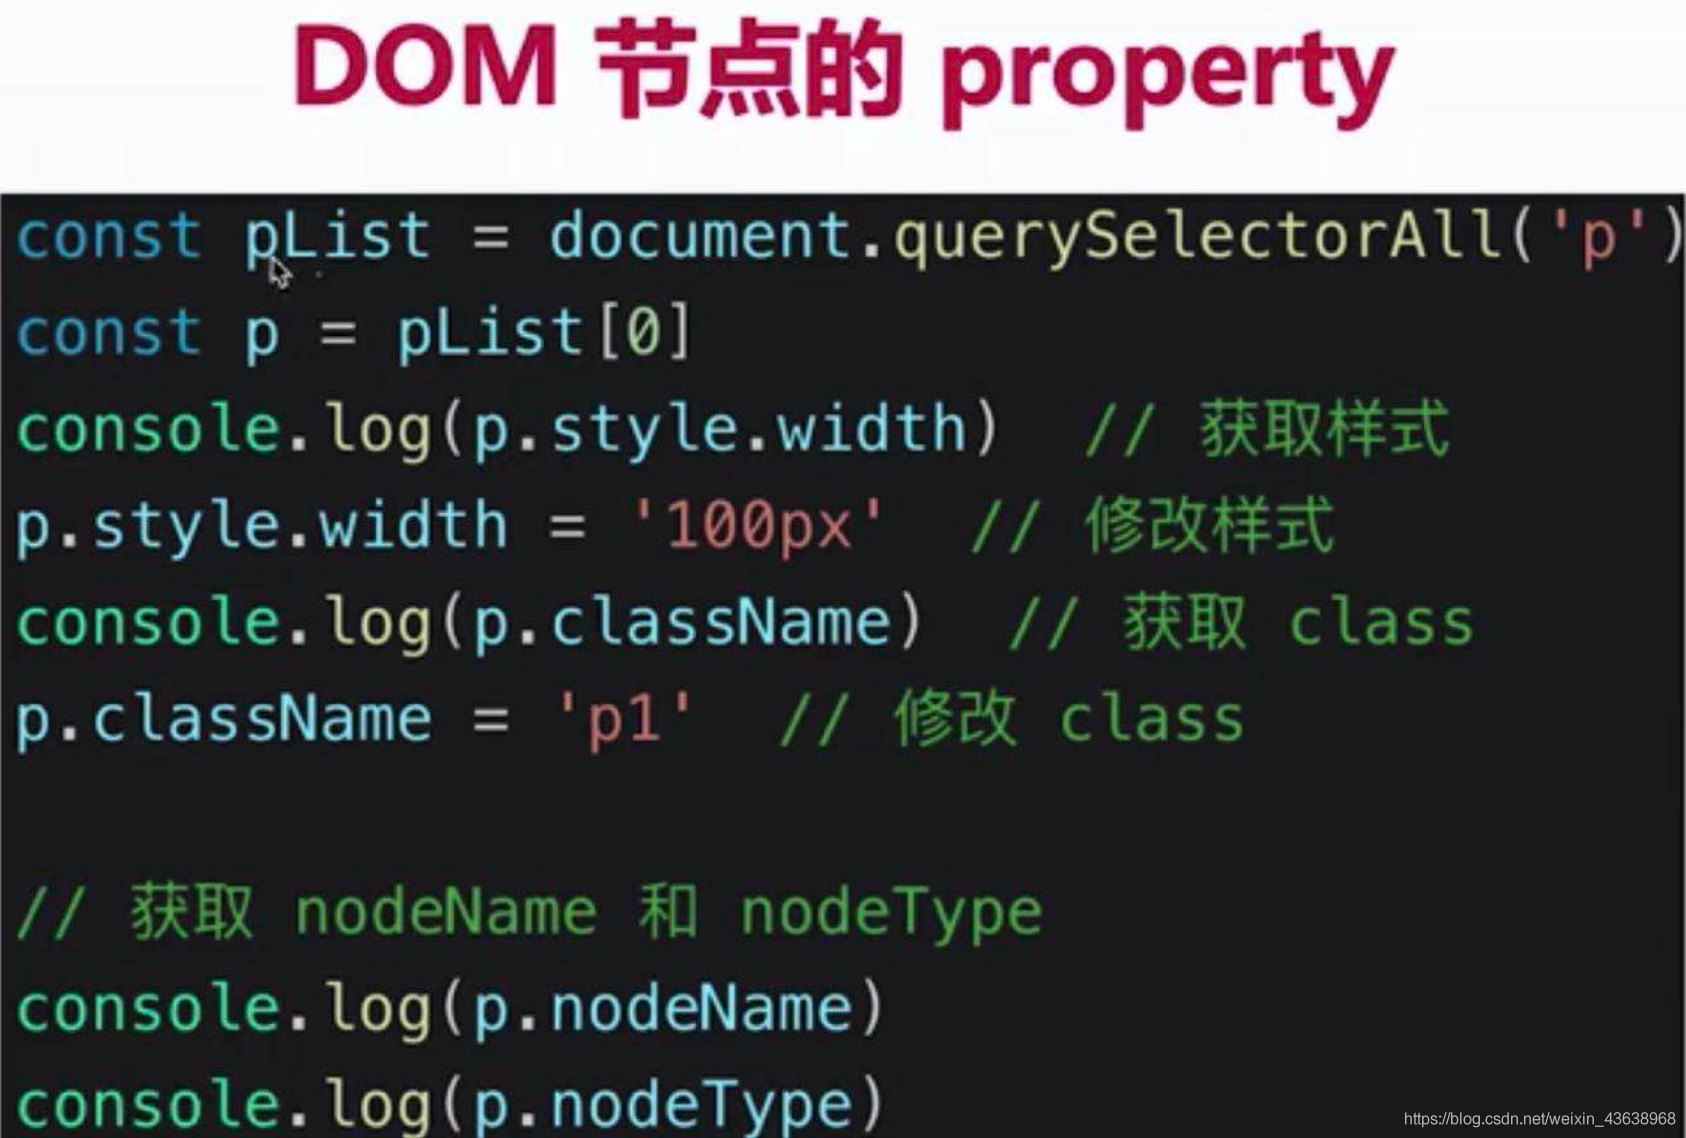 DOM 节点的 property
const pList = document.querySelectorAll('p')
const p = pList[0]
console.log(p.style.width)  // 获取样式
p.style.width = '100px'  // 修改样式
console.log(p.className)  // 获取 class
p.className = 'p1'  // 修改 class
// 获取 nodeName 和 nodeType
console.log(p.nodeName)
console.log(p.nodeType)
https://blog.csdn.net/weixin_43638968